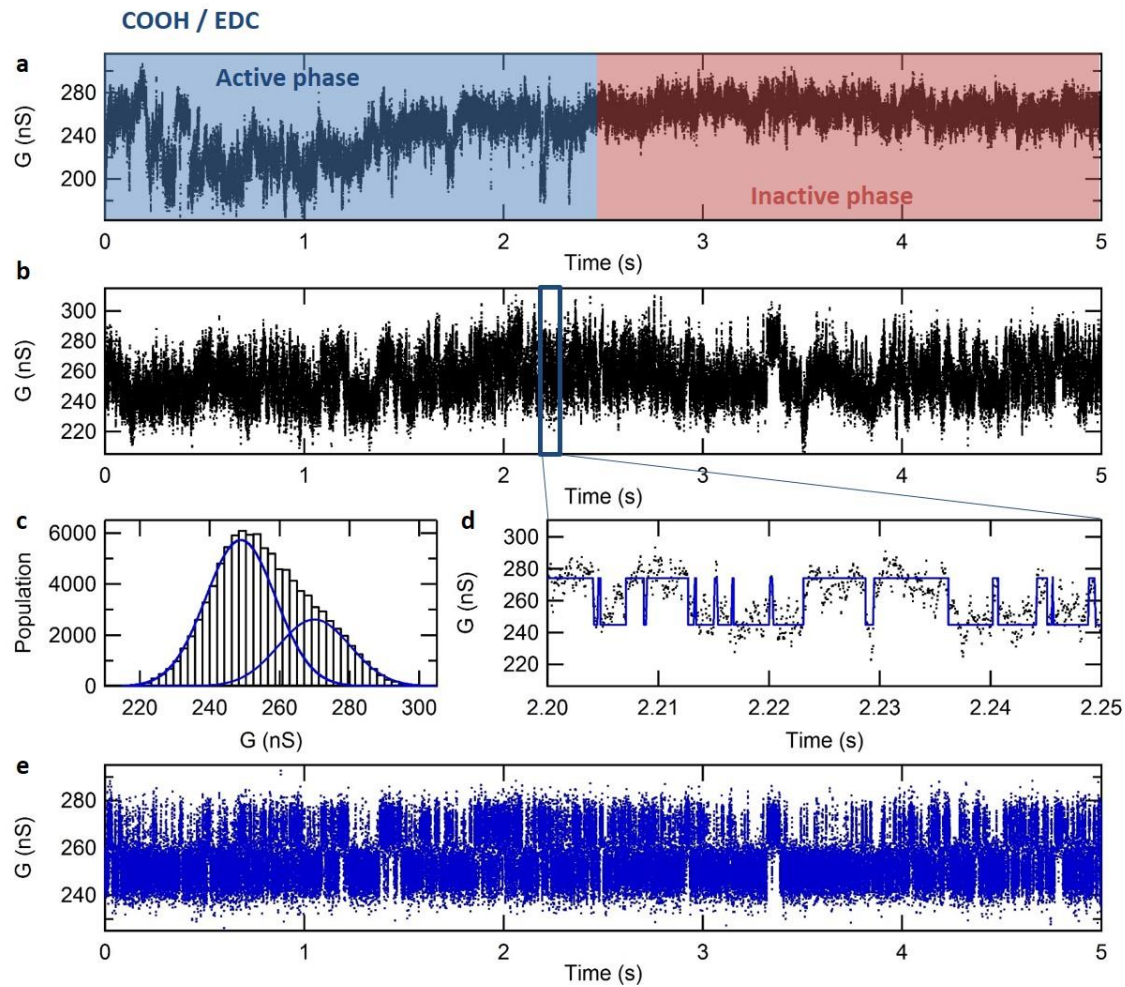 COOH / EDC
a
Active phase
Inactive phase
G (nS)
280
240
200
0 1 2 3 4 5
Time (s)
b
G (nS)
300
280
260
240
220
0 1 2 3 4 5
Time (s)
c
Population
6000
4000
2000
0
220 240 260 280 300
G (nS)
d
G (nS)
300
280
260
240
220
2.20 2.21 2.22 2.23 2.24 2.25
Time (s)
e
G (nS)
280
260
240
0 1 2 3 4 5
Time (s)